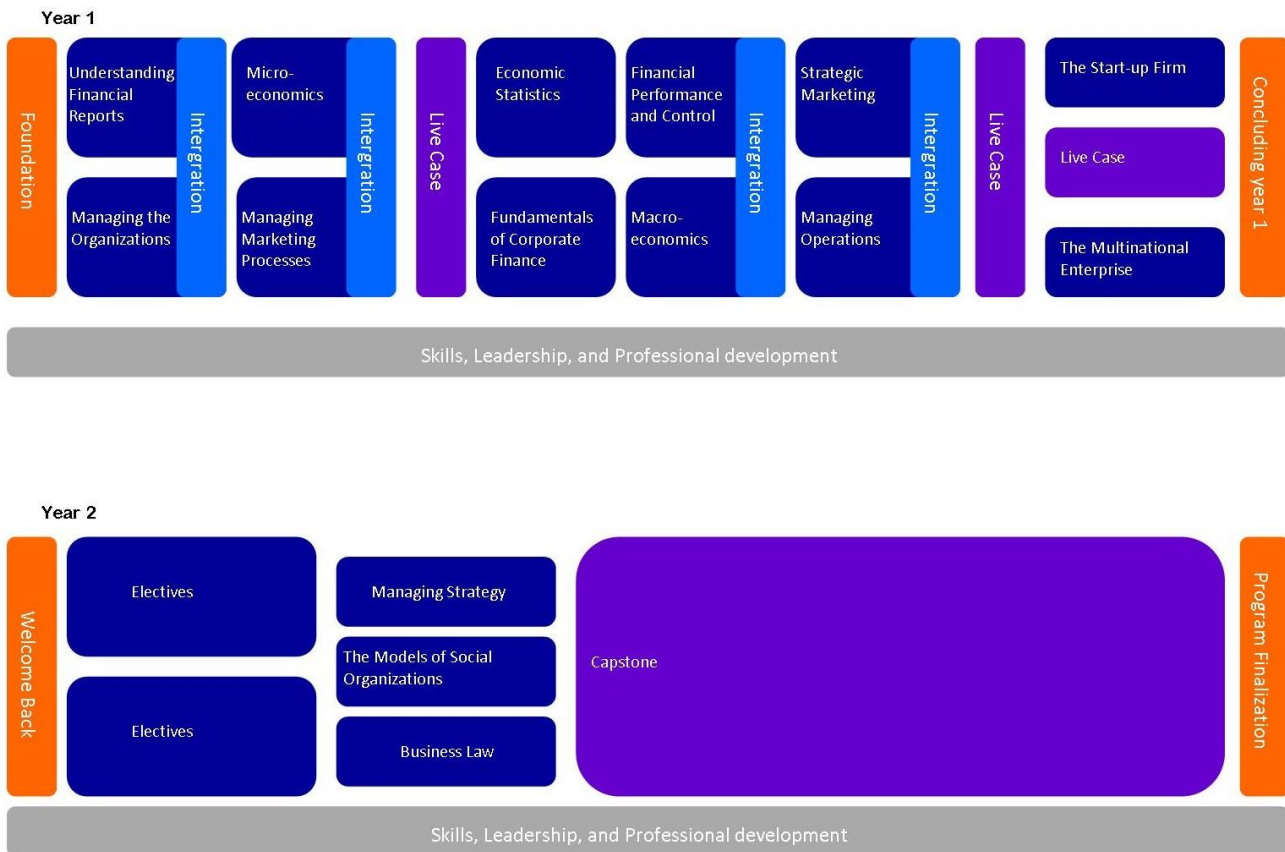 Year 1
Foundation
Understanding
Financial
Reports
Managing the
Organizations
Intergration
Micro-
economics
Managing
Marketing
Processes
Intergration
Live Case
Economic
Statistics
Fundamentals
of Corporate
Finance
Financial
Performance
and Control
Macro-
economics
Intergration
Strategic
Marketing
Managing
Operations
Intergration
Live Case
The Start-up Firm
Live Case
The Multinational
Enterprise
Concluding year 1
Skills, Leadership, and Professional development
Year 2
Welcome Back
Electives
Electives
Managing Strategy
The Models of Social
Organizations
Business Law
Capstone
Program Finalization
Skills, Leadership, and Professional development